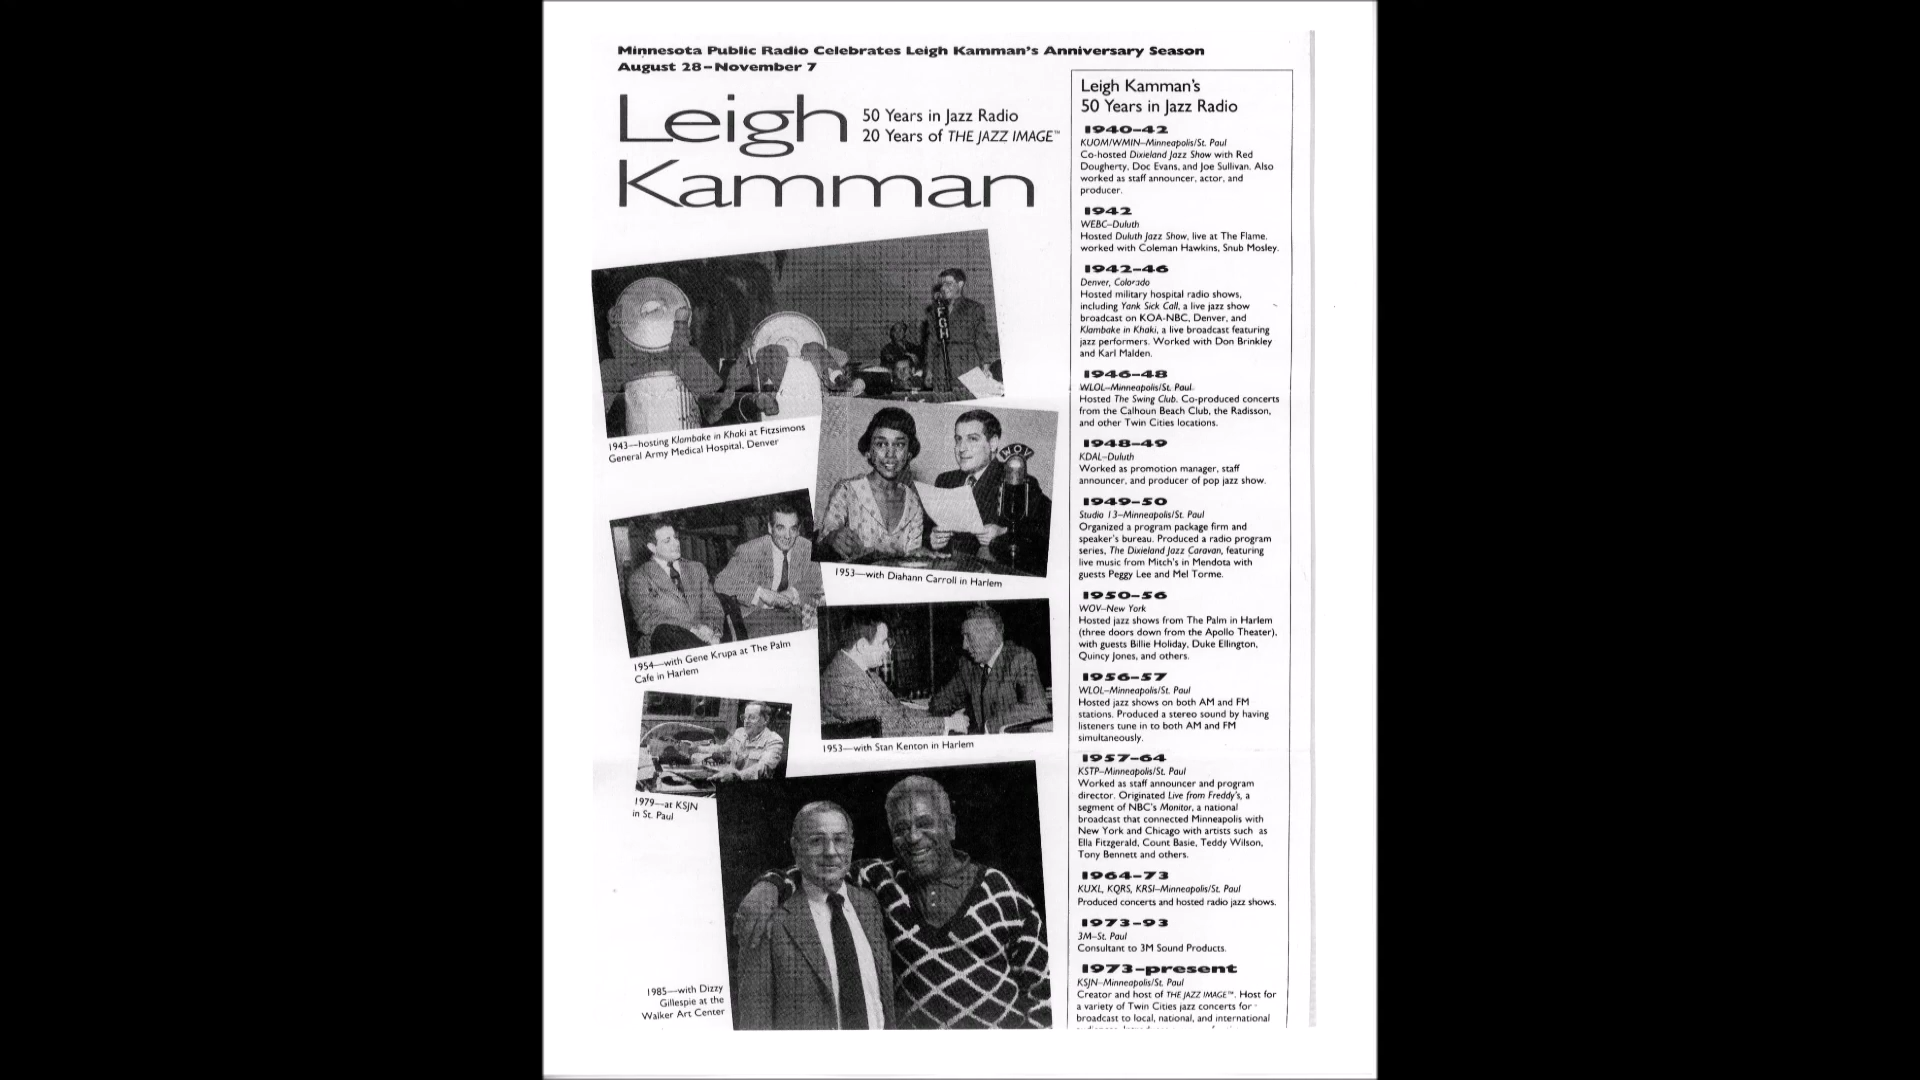 Minnesota Public Radio Celebrates Leigh Kamman's Anniversary Season
August 28–November 7
Leigh
Kamman
50 Years in Jazz Radio
20 Years of THE JAZZ IMAGE™
FGH
1943—hosting Klambake in Khaki at Fitzsimons
General Army Medical Hospital, Denver
WOV
1953—with Diahann Carroll in Harlem
1954—with Gene Krupa at The Palm
Cafe in Harlem
1953—with Stan Kenton in Harlem
1979—at KSJN
in St. Paul
1985—with Dizzy
Gillespie at the
Walker Art Center
Leigh Kamman's
50 Years in Jazz Radio
1940–42
KUOM/WMIN–Minneapolis/St. Paul
Co-hosted Dixieland Jazz Show with Red
Dougherty, Doc Evans, and Joe Sullivan. Also
worked as staff announcer, actor, and
producer.
1942
WEBC–Duluth
Hosted Duluth Jazz Show, live at The Flame.
worked with Coleman Hawkins, Snub Mosley.
1942–46
Denver, Colorado
Hosted military hospital radio shows,
including Yank Sick Call, a live jazz show
broadcast on KOA-NBC, Denver, and
Klambake in Khaki, a live broadcast featuring
jazz performers. Worked with Don Brinkley
and Karl Malden.
1946–48
WLOL–Minneapolis/St. Paul
Hosted The Swing Club. Co-produced concerts
from the Calhoun Beach Club, the Radisson,
and other Twin Cities locations.
1948–49
KDAL–Duluth
Worked as promotion manager, staff
announcer, and producer of pop jazz show.
1949–50
Studio 13–Minneapolis/St. Paul
Organized a program package firm and
speaker's bureau. Produced a radio program
series, The Dixieland Jazz Caravan, featuring
live music from Mitch's in Mendota with
guests Peggy Lee and Mel Torme.
1950–56
WOV–New York
Hosted jazz shows from The Palm in Harlem
(three doors down from the Apollo Theater),
with guests Billie Holiday, Duke Ellington,
Quincy Jones, and others.
1956–57
WLOL–Minneapolis/St. Paul
Hosted jazz shows on both AM and FM
stations. Produced a stereo sound by having
listeners tune in to both AM and FM
simultaneously.
1957–64
KSTP–Minneapolis/St. Paul
Worked as staff announcer and program
director. Originated Live from Freddy's, a
segment of NBC's Monitor, a national
broadcast that connected Minneapolis with
New York and Chicago with artists such as
Ella Fitzgerald, Count Basie, Teddy Wilson,
Tony Bennett and others.
1964–73
KUXL, KQRS, KRSI–Minneapolis/St. Paul
Produced concerts and hosted radio jazz shows.
1973–93
3M–St. Paul
Consultant to 3M Sound Products.
1973–present
KSJN–Minneapolis/St. Paul
Creator and host of THE JAZZ IMAGE™. Host for
a variety of Twin Cities jazz concerts for
broadcast to local, national, and international